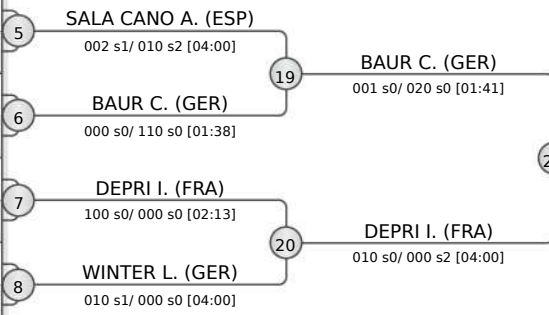 SALA CANO A. (ESP)
5
002 s1/ 010 s2 [04:00]
19
BAUR C. (GER)
001 s0/ 020 s0 [01:41]
BAUR C. (GER)
6
000 s0/ 110 s0 [01:38]
DEPRI I. (FRA)
7
100 s0/ 000 s0 [02:13]
20
DEPRI I. (FRA)
010 s0/ 000 s2 [04:00]
WINTER L. (GER)
8
010 s1/ 000 s0 [04:00]